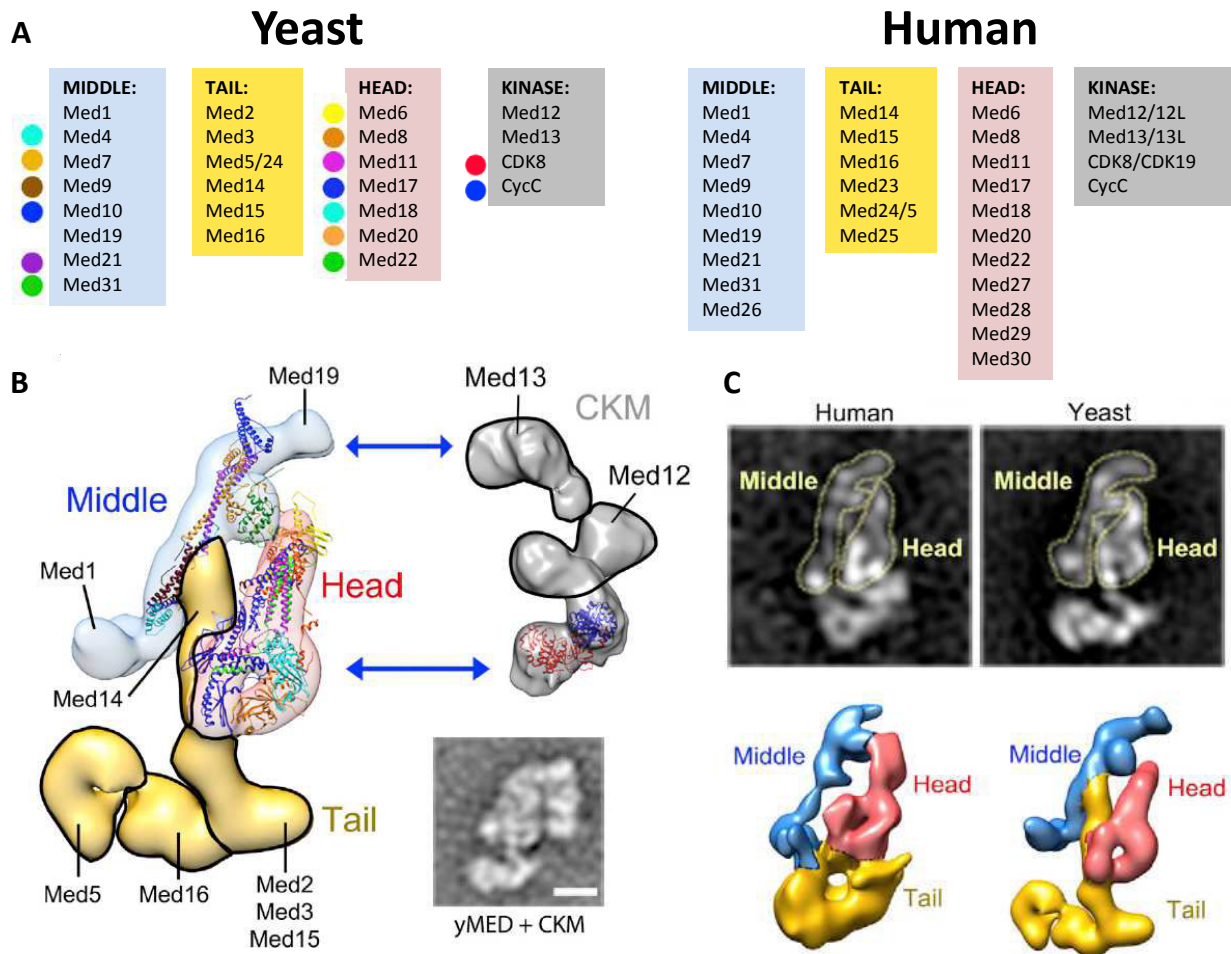 A
Yeast
Human
MIDDLE:
Med1
Med4
Med7
Med9
Med10
Med19
Med21
Med31
TAIL:
Med2
Med3
Med5/24
Med14
Med15
Med16
HEAD:
Med6
Med8
Med11
Med17
Med18
Med20
Med22
KINASE:
Med12
Med13
CDK8
CycC
MIDDLE:
Med1
Med4
Med7
Med9
Med10
Med19
Med21
Med31
Med26
TAIL:
Med14
Med15
Med16
Med23
Med24/5
Med25
HEAD:
Med6
Med8
Med11
Med17
Med18
Med20
Med22
Med27
Med28
Med29
Med30
KINASE:
Med12/12L
Med13/13L
CDK8/CDK19
CycC
B
Med19
Med13
CKM
Med12
Middle
Head
Med1
Med14
Tail
Med5
Med16
Med2
Med3
Med15
yMED + CKM
C
Human
Yeast
Middle
Head
Middle
Head
Middle
Head
Tail
Middle
Head
Tail